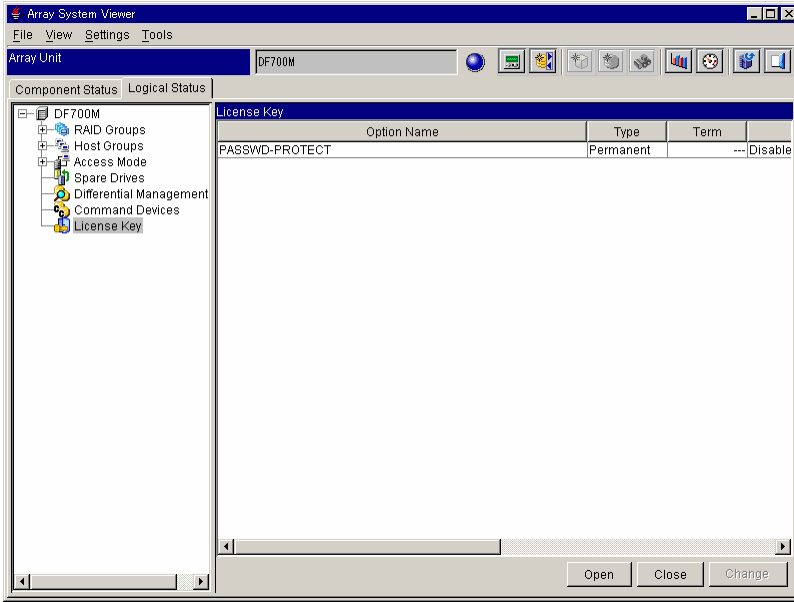 Array System Viewer
File View Settings Tools
Array Unit
DF700M
Component Status
Logical Status
DF700M
RAID Groups
Host Groups
Access Mode
Spare Drives
Differential Management
Command Devices
License Key
License Key
Option Name Type Term
PASSWD-PROTECT Permanent --- Disable
Open Close Change